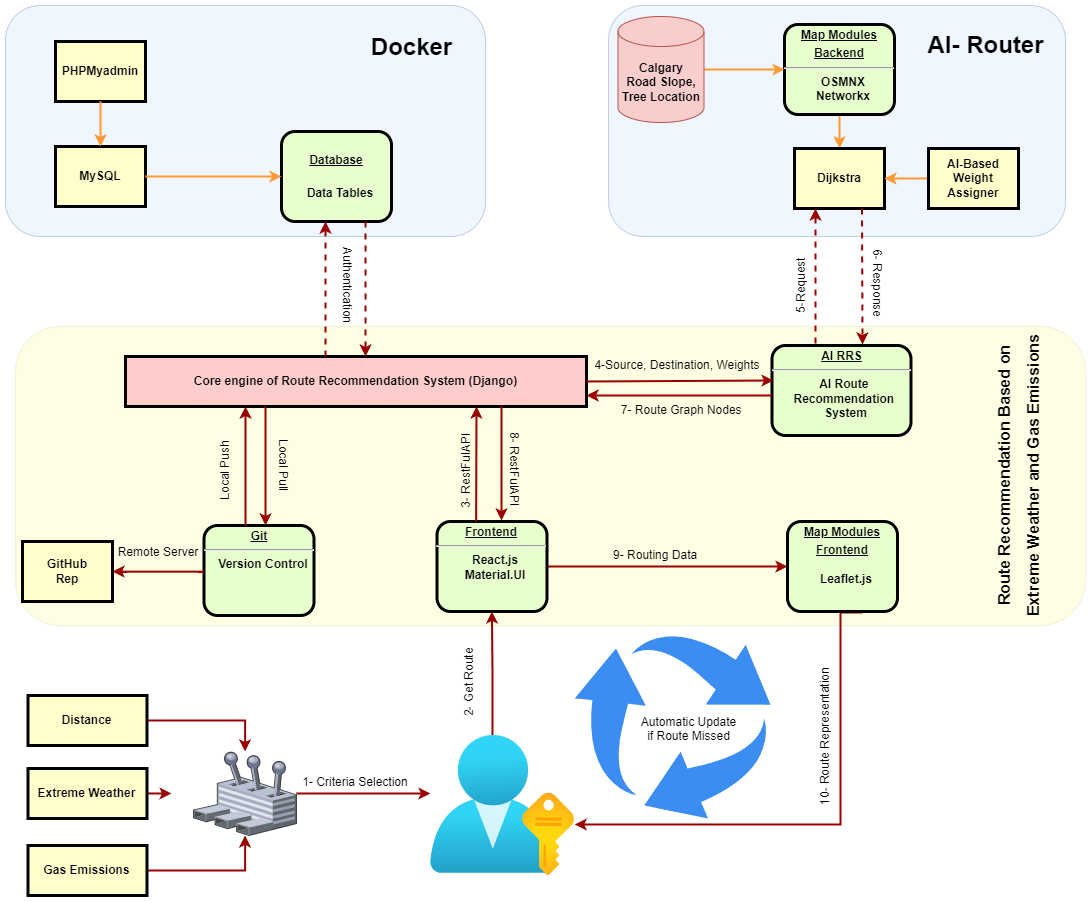 Docker
PHPMyadmin
MySQL
Database
Data Tables
AI- Router
Calgary
Road Slope,
Tree Location
Map Modules
Backend
OSMNX
Networkx
Dijkstra
AI-Based
Weight
Assigner
Authentication
5-Request
6- Response
Route Recommendation Based on
Extreme Weather and Gas Emissions
Core engine of Route Recommendation System (Django)
4-Source, Destination, Weights
7- Route Graph Nodes
AI RRS
AI Route
Recommendation
System
Local Push
Local Pull
3- RestFulAPI
8- RestFulAPI
GitHub
Rep
Remote Server
Git
Version Control
Frontend
React.js
Material.UI
9- Routing Data
Map Modules
Frontend
Leaflet.js
2- Get Route
Automatic Update
if Route Missed
10- Route Representation
Distance
Extreme Weather
Gas Emissions
1- Criteria Selection